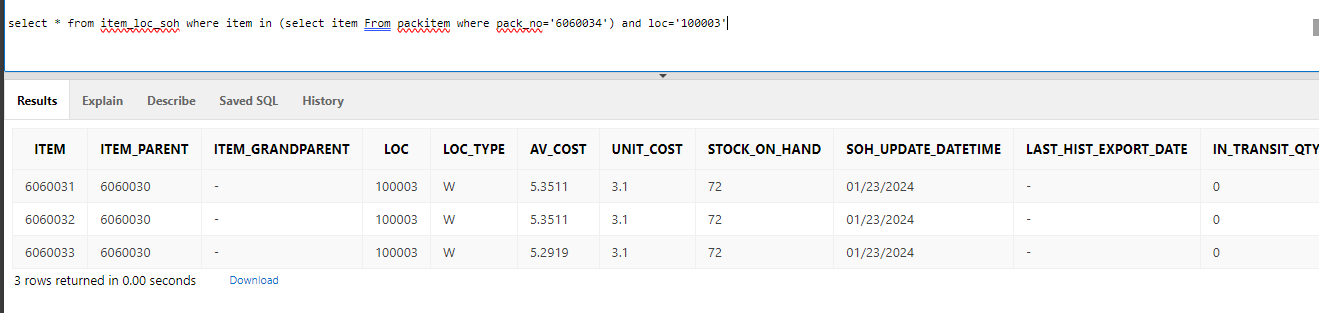 select * from item_loc_soh where item in (select item From packitem where pack_no='6060034') and loc='100003'
Results Explain Describe Saved SQL History
ITEM ITEM_PARENT ITEM_GRANDPARENT LOC LOC_TYPE AV_COST UNIT_COST STOCK_ON_HAND SOH_UPDATE_DATETIME LAST_HIST_EXPORT_DATE IN_TRANSIT_QTY
6060031 6060030 - 100003 W 5.3511 3.1 72 01/23/2024 - 0
6060032 6060030 - 100003 W 5.3511 3.1 72 01/23/2024 - 0
6060033 6060030 - 100003 W 5.2919 3.1 72 01/23/2024 - 0
3 rows returned in 0.00 seconds Download